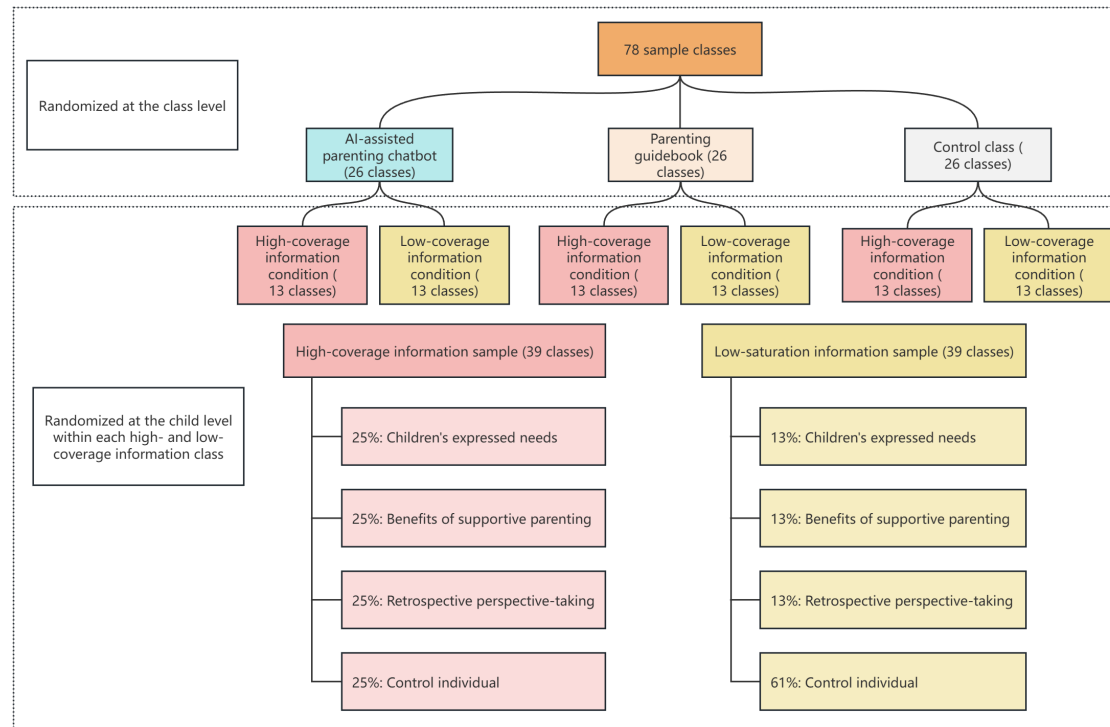 78 sample classes
Randomized at the class level
AI-assisted
parenting chatbot
(26 classes)
Parenting
guidebook (26
classes)
Control class (
26 classes)
High-coverage
information
condition (
13 classes)
Low-coverage
information
condition (
13 classes)
High-coverage
information
condition (
13 classes)
Low-coverage
information
condition (
13 classes)
High-coverage
information
condition (
13 classes)
Low-coverage
information
condition (
13 classes)
High-coverage information sample (39 classes)
Low-saturation information sample (39 classes)
Randomized at the child level
within each high- and low-
coverage information class
25%: Children's expressed needs
25%: Benefits of supportive parenting
25%: Retrospective perspective-taking
25%: Control individual
13%: Children's expressed needs
13%: Benefits of supportive parenting
13%: Retrospective perspective-taking
61%: Control individual